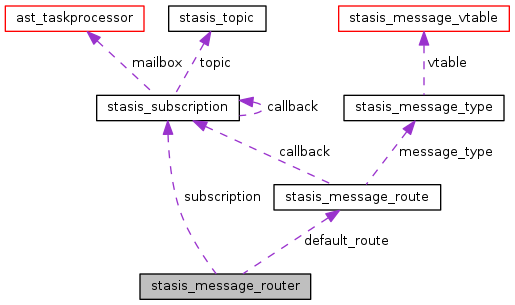 ast_taskprocessor
stasis_topic
stasis_message_vtable
mailbox
topic
vtable
stasis_subscription
callback
stasis_message_type
callback
message_type
subscription
stasis_message_route
default_route
stasis_message_router